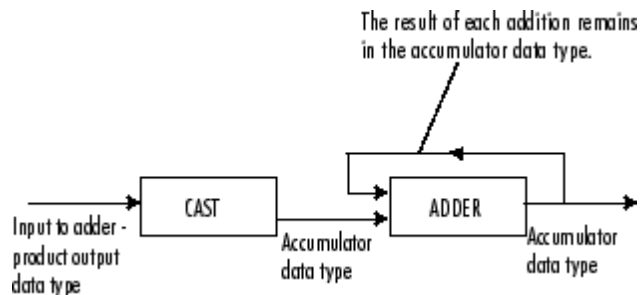 The result of each addition remains
in the accumulator data type.
CAST
ADDER
Input to adder -
product output
data type
Accumulator
data type
Accumulator
data type